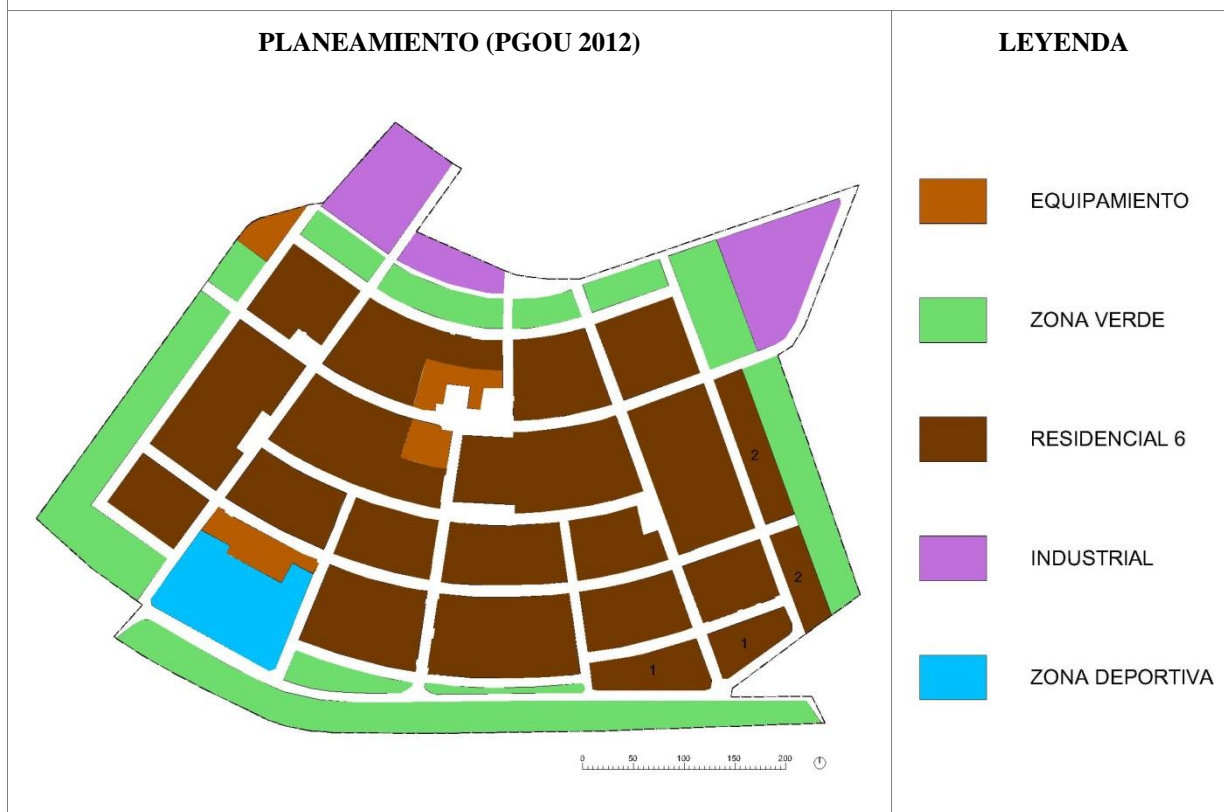 PLANEAMIENTO (PGOU 2012)
LEYENDA
EQUIPAMIENTO
ZONA VERDE
RESIDENCIAL 6
INDUSTRIAL
ZONA DEPORTIVA
2
2
1
1
0 50 100 150 200